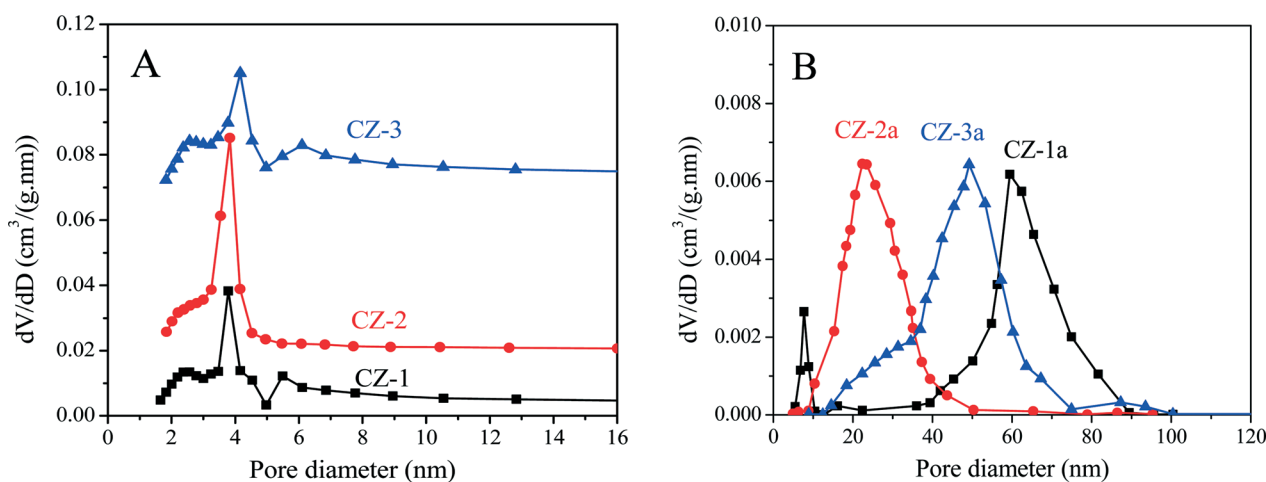 A
dV/dD (cm³/(g.nm))
0.12
0.10
0.08
0.06
0.04
0.02
0.00
CZ-3
CZ-2
CZ-1
0 2 4 6 8 10 12 14 16
Pore diameter (nm)
B
dV/dD (cm³/(g.nm))
0.010
0.008
0.006
0.004
0.002
0.000
CZ-2a CZ-3a CZ-1a
0 20 40 60 80 100 120
Pore diameter (nm)